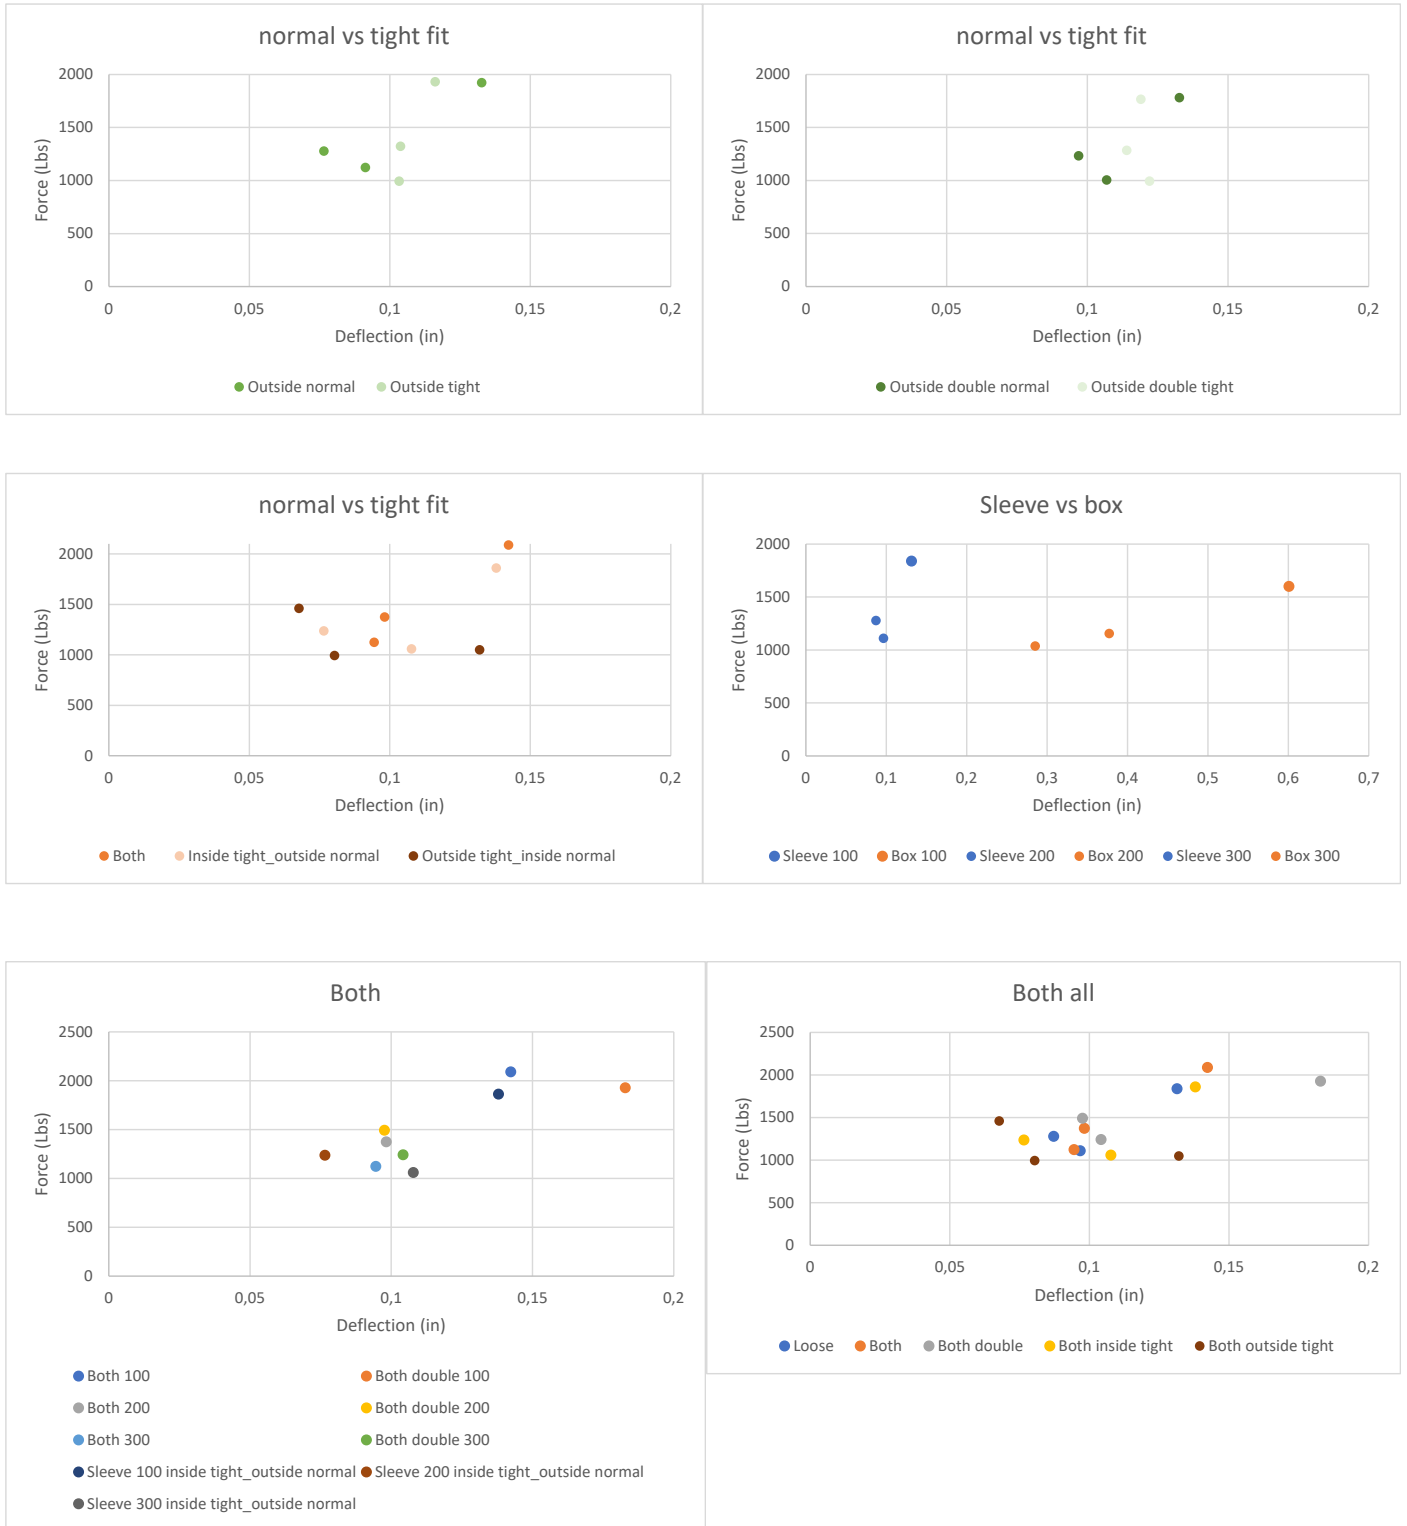 normal vs tight fit
2000
1500
1000
500
0
Force (Lbs)
0 0,05 0,1 0,15 0,2
Deflection (in)
Outside normal Outside tight
normal vs tight fit
2000
1500
1000
500
0
Force (Lbs)
0 0,05 0,1 0,15 0,2
Deflection (in)
Outside double normal Outside double tight
normal vs tight fit
2000
1500
1000
500
0
Force (Lbs)
0 0,05 0,1 0,15 0,2
Deflection (in)
Both Inside tight_outside normal Outside tight_inside normal
Sleeve vs box
2000
1500
1000
500
0
Force (Lbs)
0 0,1 0,2 0,3 0,4 0,5 0,6 0,7
Deflection (in)
Sleeve 100 Box 100 Sleeve 200 Box 200 Sleeve 300 Box 300
Both
2500
2000
1500
1000
500
0
Force (Lbs)
0 0,05 0,1 0,15 0,2
Deflection (in)
Both 100 Both double 100
Both 200 Both double 200
Both 300 Both double 300
Sleeve 100 inside tight_outside normal Sleeve 200 inside tight_outside normal
Sleeve 300 inside tight_outside normal
Both all
2500
2000
1500
1000
500
0
Force (Lbs)
0 0,05 0,1 0,15 0,2
Deflection (in)
Loose Both Both double Both inside tight Both outside tight